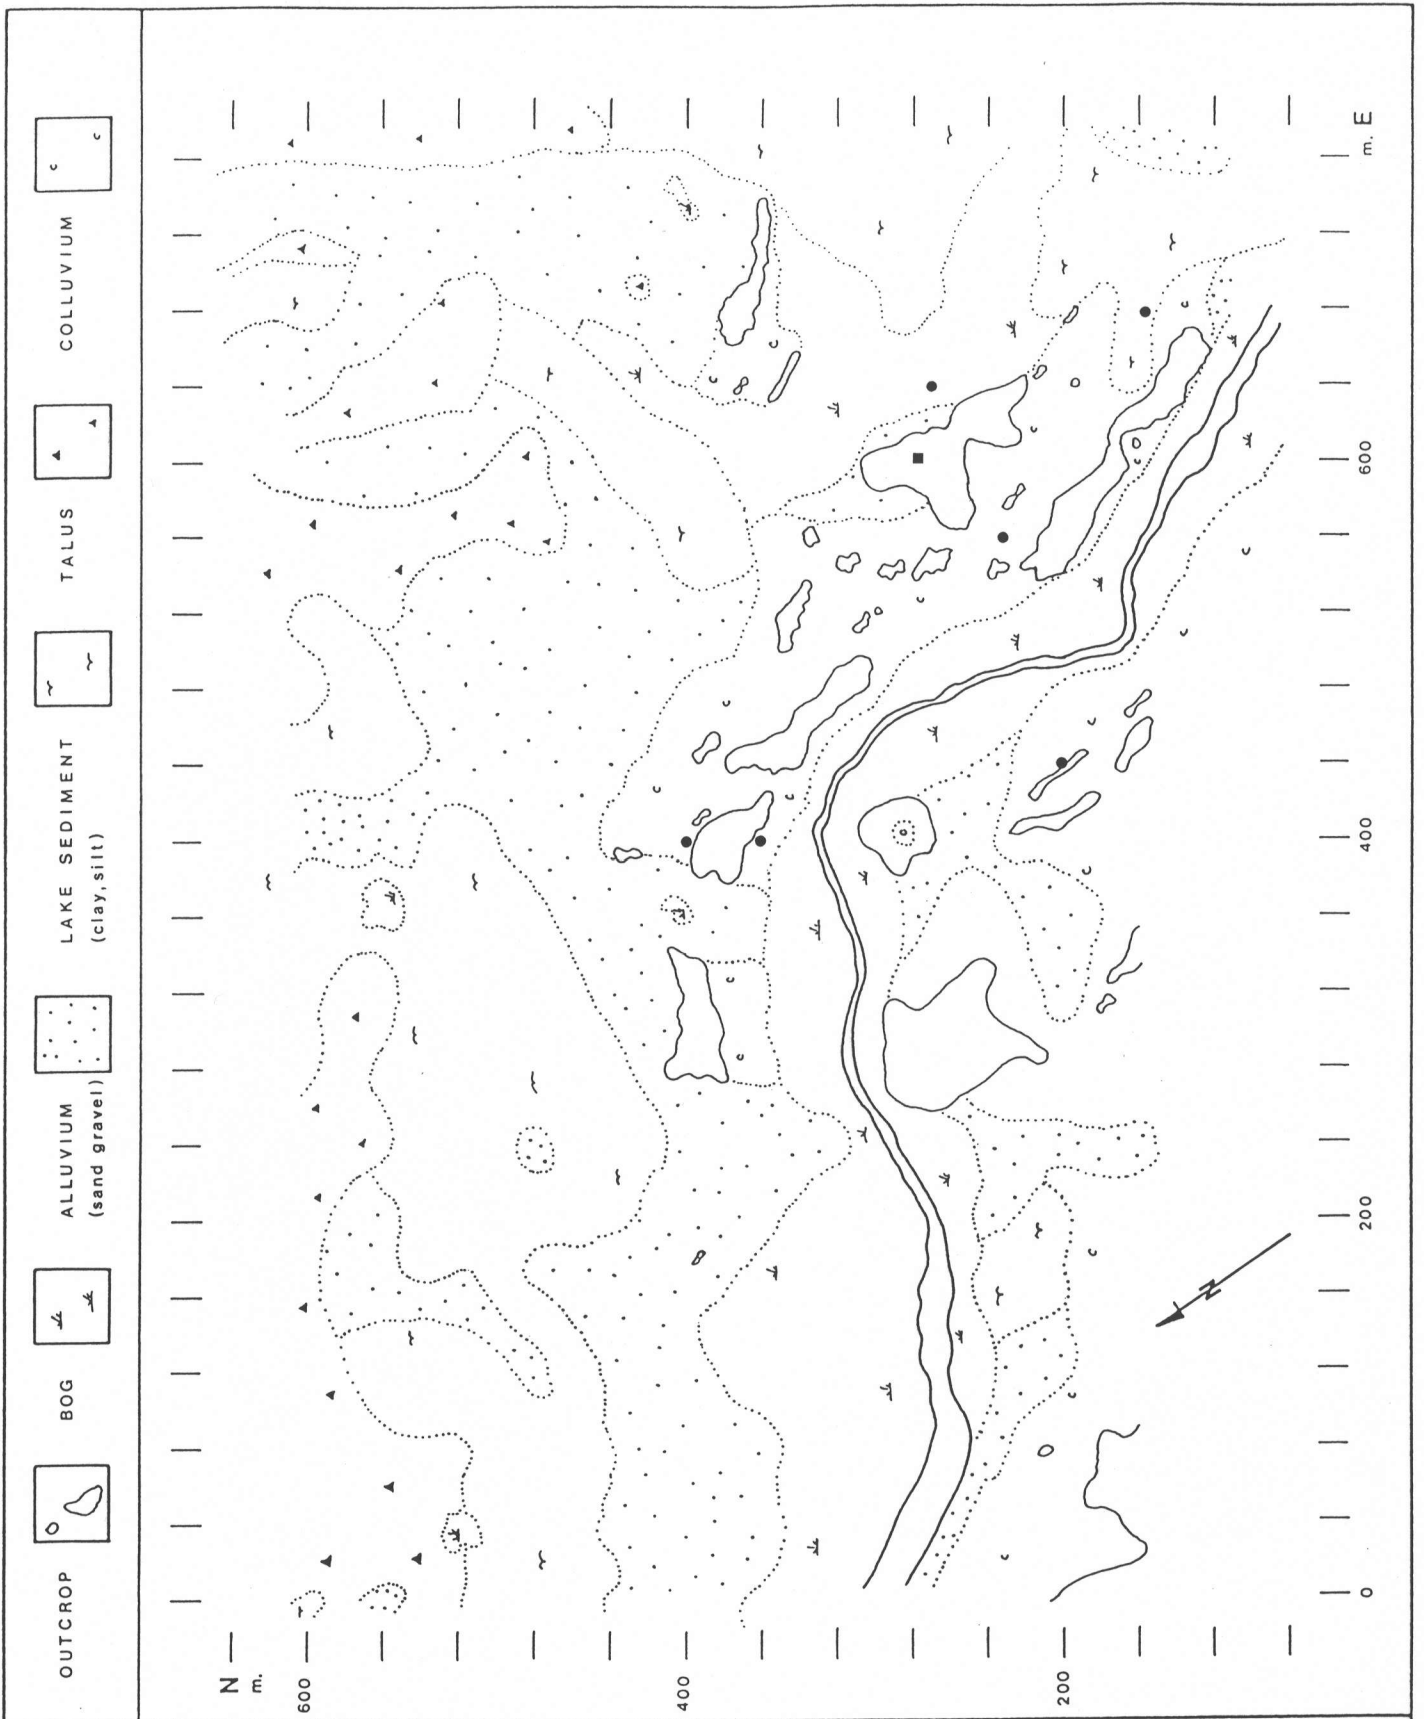 OUTCROP
BOG
ALLUVIUM
(sand gravel)
LAKE SEDIMENT
(clay, silt)
TALUS
COLLUVIUM
N
m.
600
400
200
0
200
400
600
m. E
N